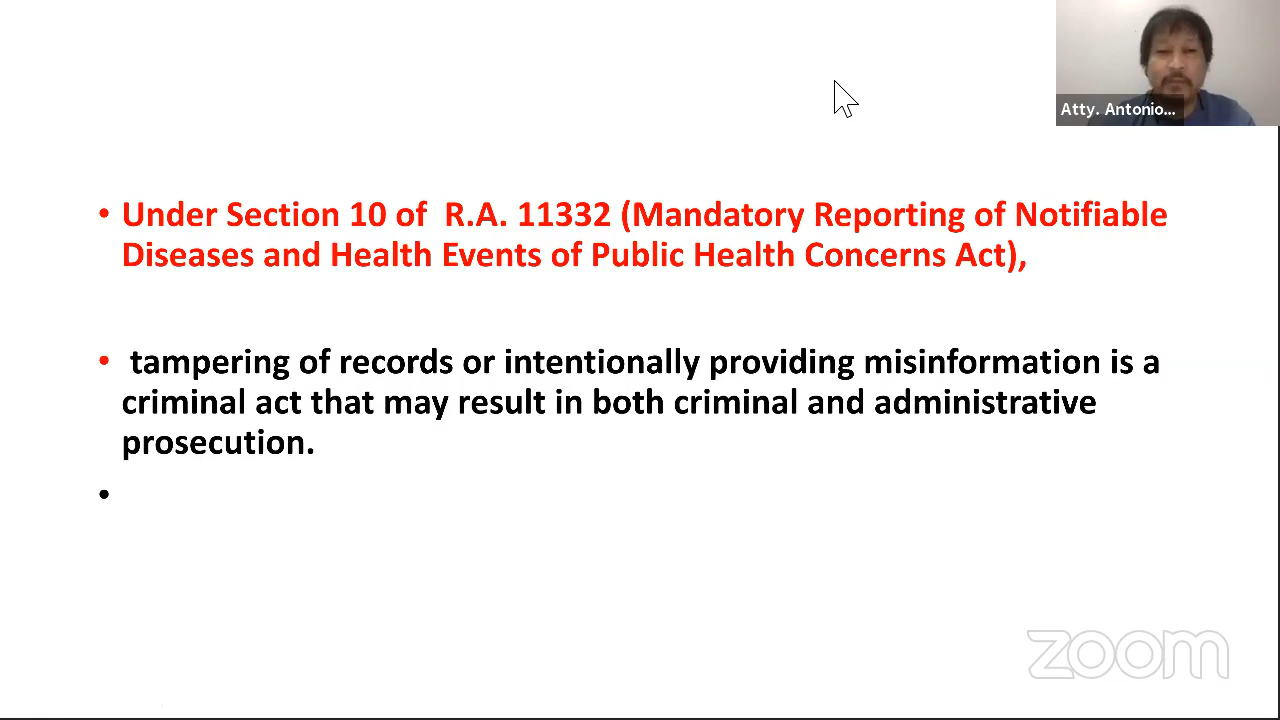 Atty. Antonio...
• Under Section 10 of R.A. 11332 (Mandatory Reporting of Notifiable
Diseases and Health Events of Public Health Concerns Act),
• tampering of records or intentionally providing misinformation is a
criminal act that may result in both criminal and administrative
prosecution.
•
zoom